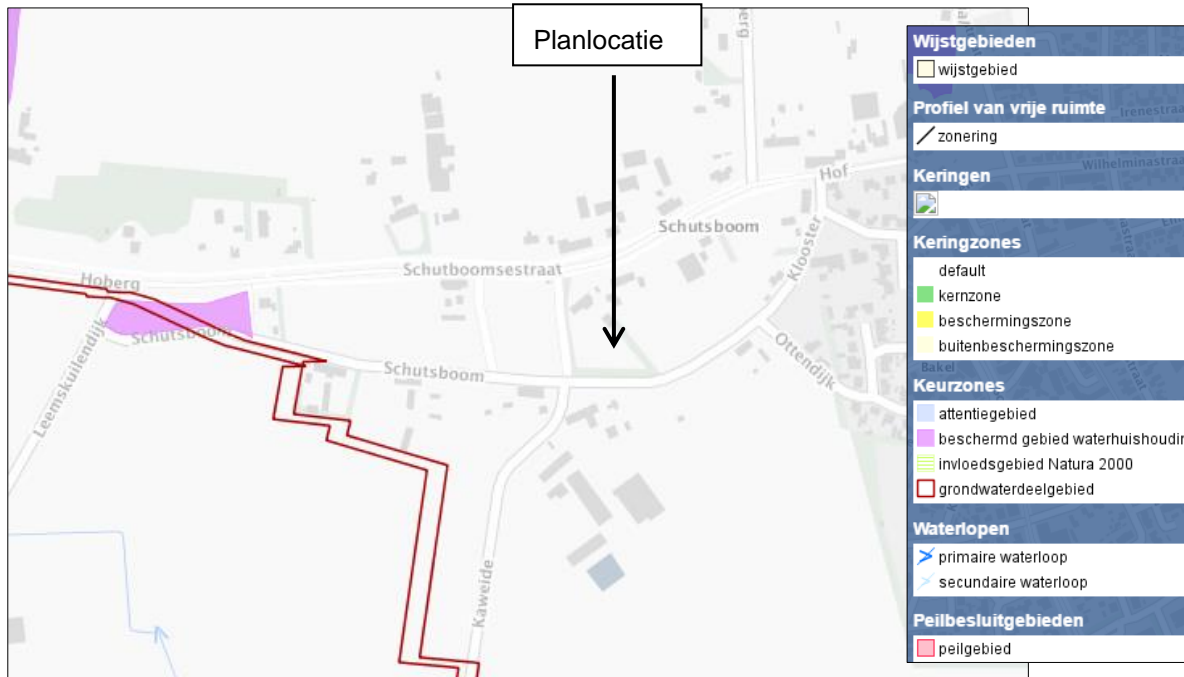 Planlocatie
berg
Hof
Schutsboom
Klooster
Schutboomsestraat
Hoberg
Schutsboom
Schutsboom
Leemskuilendijk
Ottendijk
Kaweide
Wijstgebieden
wijstgebied
Profiel van vrije ruimte
Irenestraat
zonering
Wilhelminastraat
Keringen
Keringzones
default
kernzone
beschermingszone
buitenbeschermingszone
Bakel
Keurzones
attentiegebied
beschermd gebied waterhuishoudin
invloedsgebied Natura 2000
grondwaterdeelgebied
Waterlopen
primaire waterloop
secundaire waterloop
Peilbesluitgebieden
peilgebied